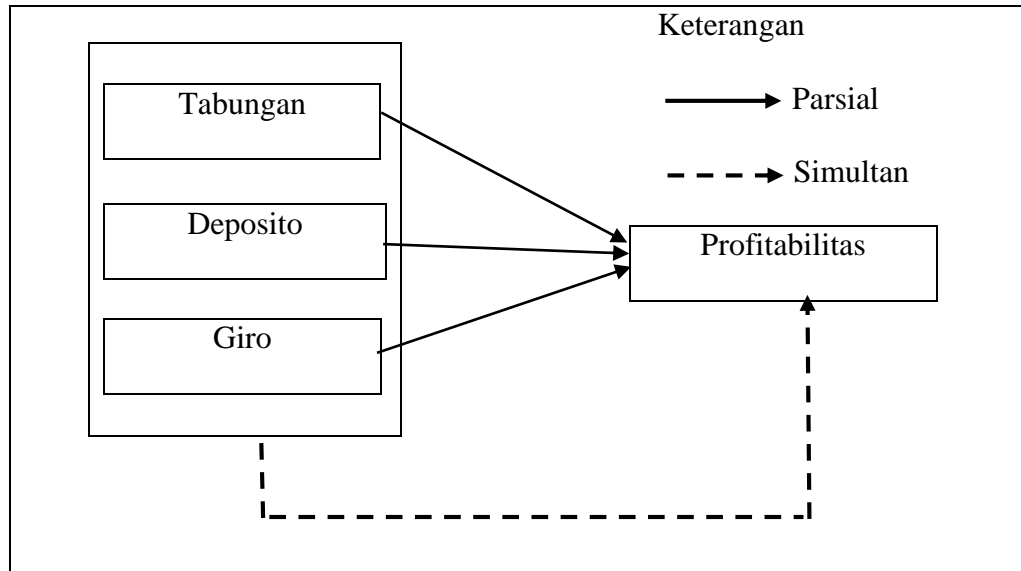 Keterangan
Parsial
Simultan
Tabungan
Deposito
Giro
Profitabilitas